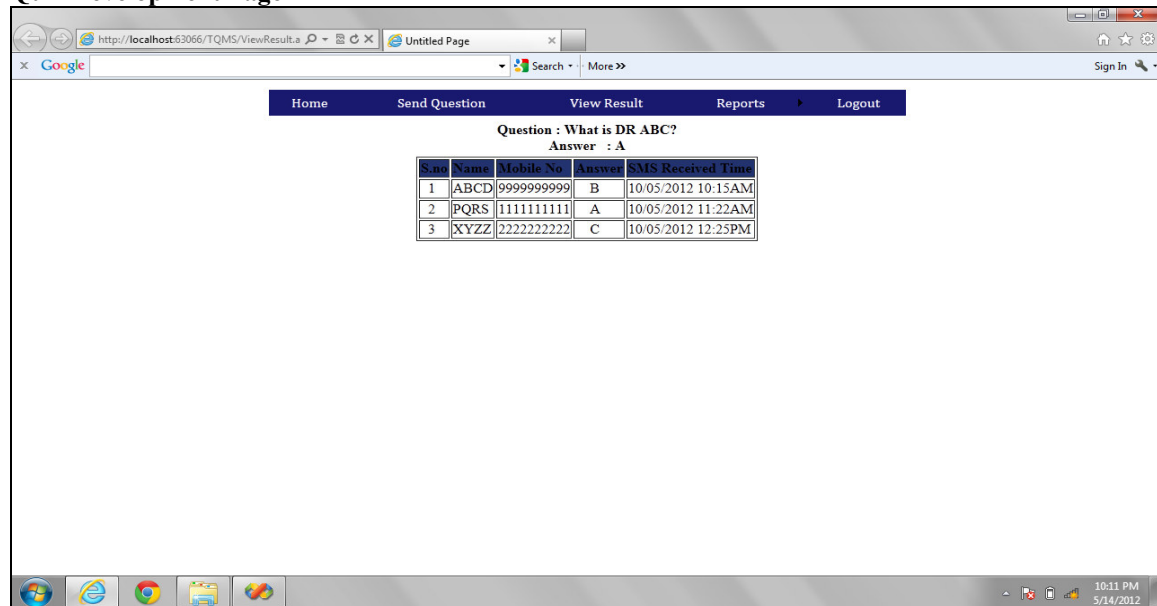 http://localhost:63066/TQMS/ViewResult.a
Untitled Page
Google
Search
More
Sign In
Home Send Question View Result Reports Logout
Question : What is DR ABC?
Answer : A
S.no Name Mobile No Answer SMS Received Time
1 ABCD 9999999999 B 10/05/2012 10:15AM
2 PQRS 1111111111 A 10/05/2012 11:22AM
3 XYZZ 2222222222 C 10/05/2012 12:25PM
10:11 PM
5/14/2012